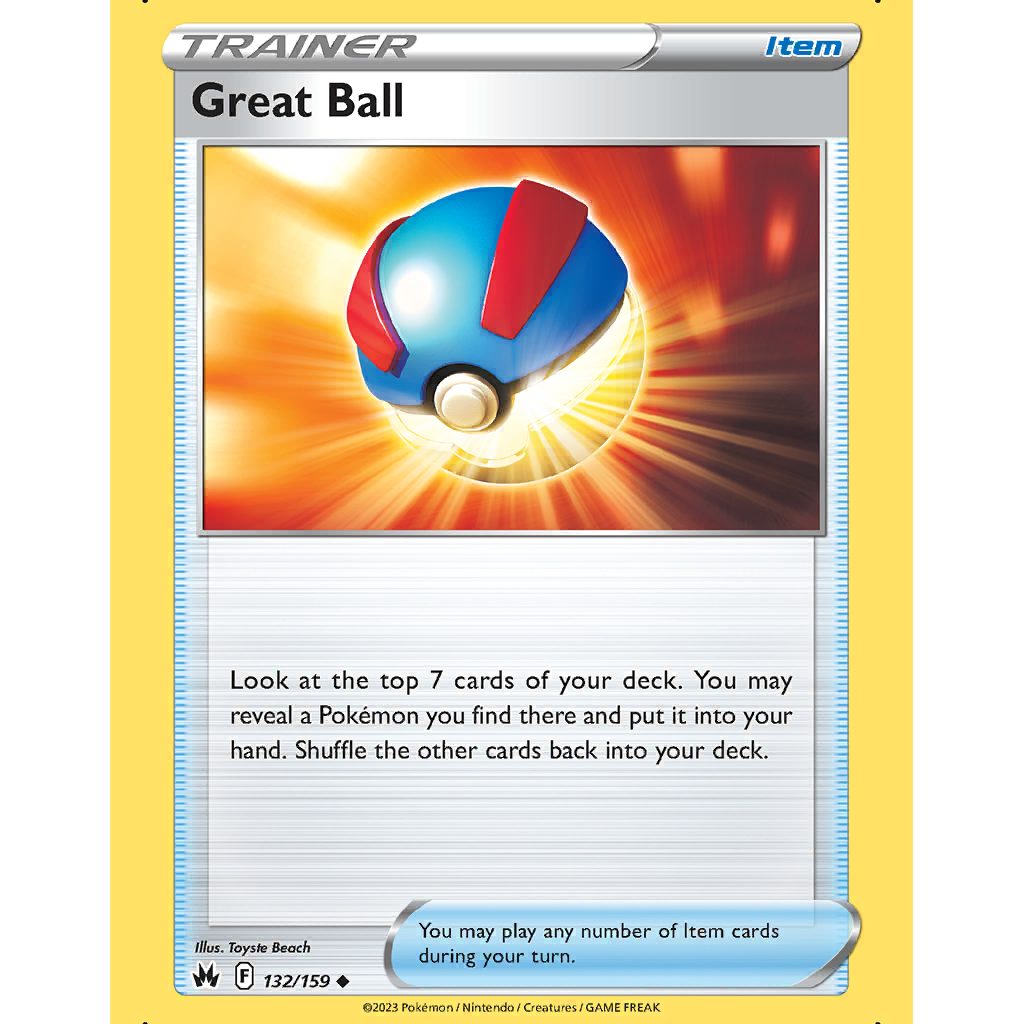 TRAINER Item
Great Ball
Look at the top 7 cards of your deck. You may
reveal a Pokémon you find there and put it into your
hand. Shuffle the other cards back into your deck.
You may play any number of Item cards
during your turn.
Illus. Toyste Beach
F 132/159
©2023 Pokémon / Nintendo / Creatures / GAME FREAK